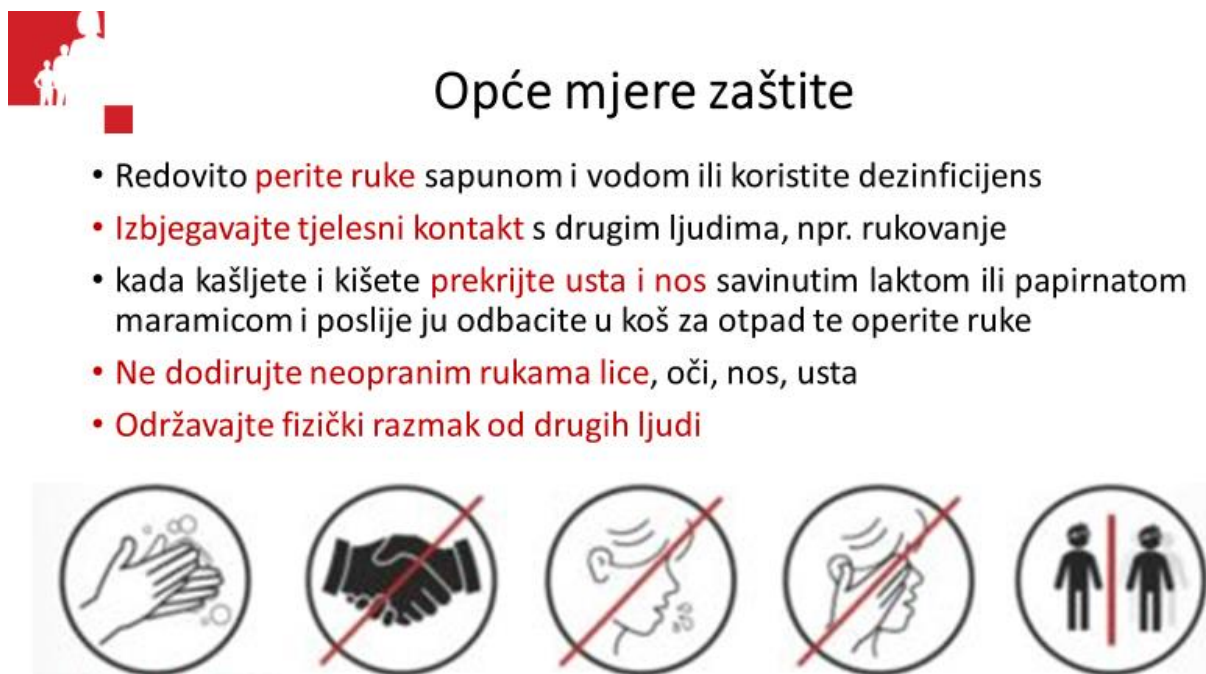 Opće mjere zaštite
• Redovito perite ruke sapunom i vodom ili koristite dezinficijens
• Izbjegavajte tjelesni kontakt s drugim ljudima, npr. rukovanje
• kada kašljete i kišete prekrijte usta i nos savinutim laktom ili papirnatom
maramicom i poslije ju odbacite u koš za otpad te operite ruke
• Ne dodirujte neopranim rukama lice, oči, nos, usta
• Održavajte fizički razmak od drugih ljudi